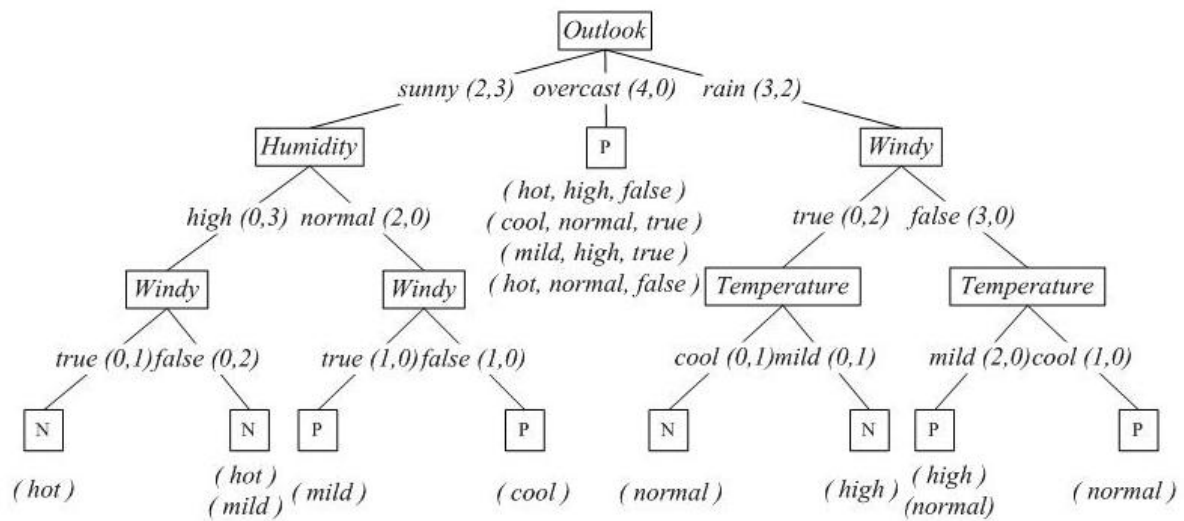 Outlook
sunny (2,3) overcast (4,0) rain (3,2)
Humidity P Windy
( hot, high, false )
( cool, normal, true )
( mild, high, true )
( hot, normal, false )
high (0,3) normal (2,0) true (0,2) false (3,0)
Windy Windy Temperature Temperature
true (0,1) false (0,2) true (1,0) false (1,0) cool (0,1) mild (0,1) mild (2,0) cool (1,0)
N N P P N N P P
( hot ) ( hot ) ( mild ) ( cool ) ( normal ) ( high ) ( high ) ( normal )
( mild ) (normal)